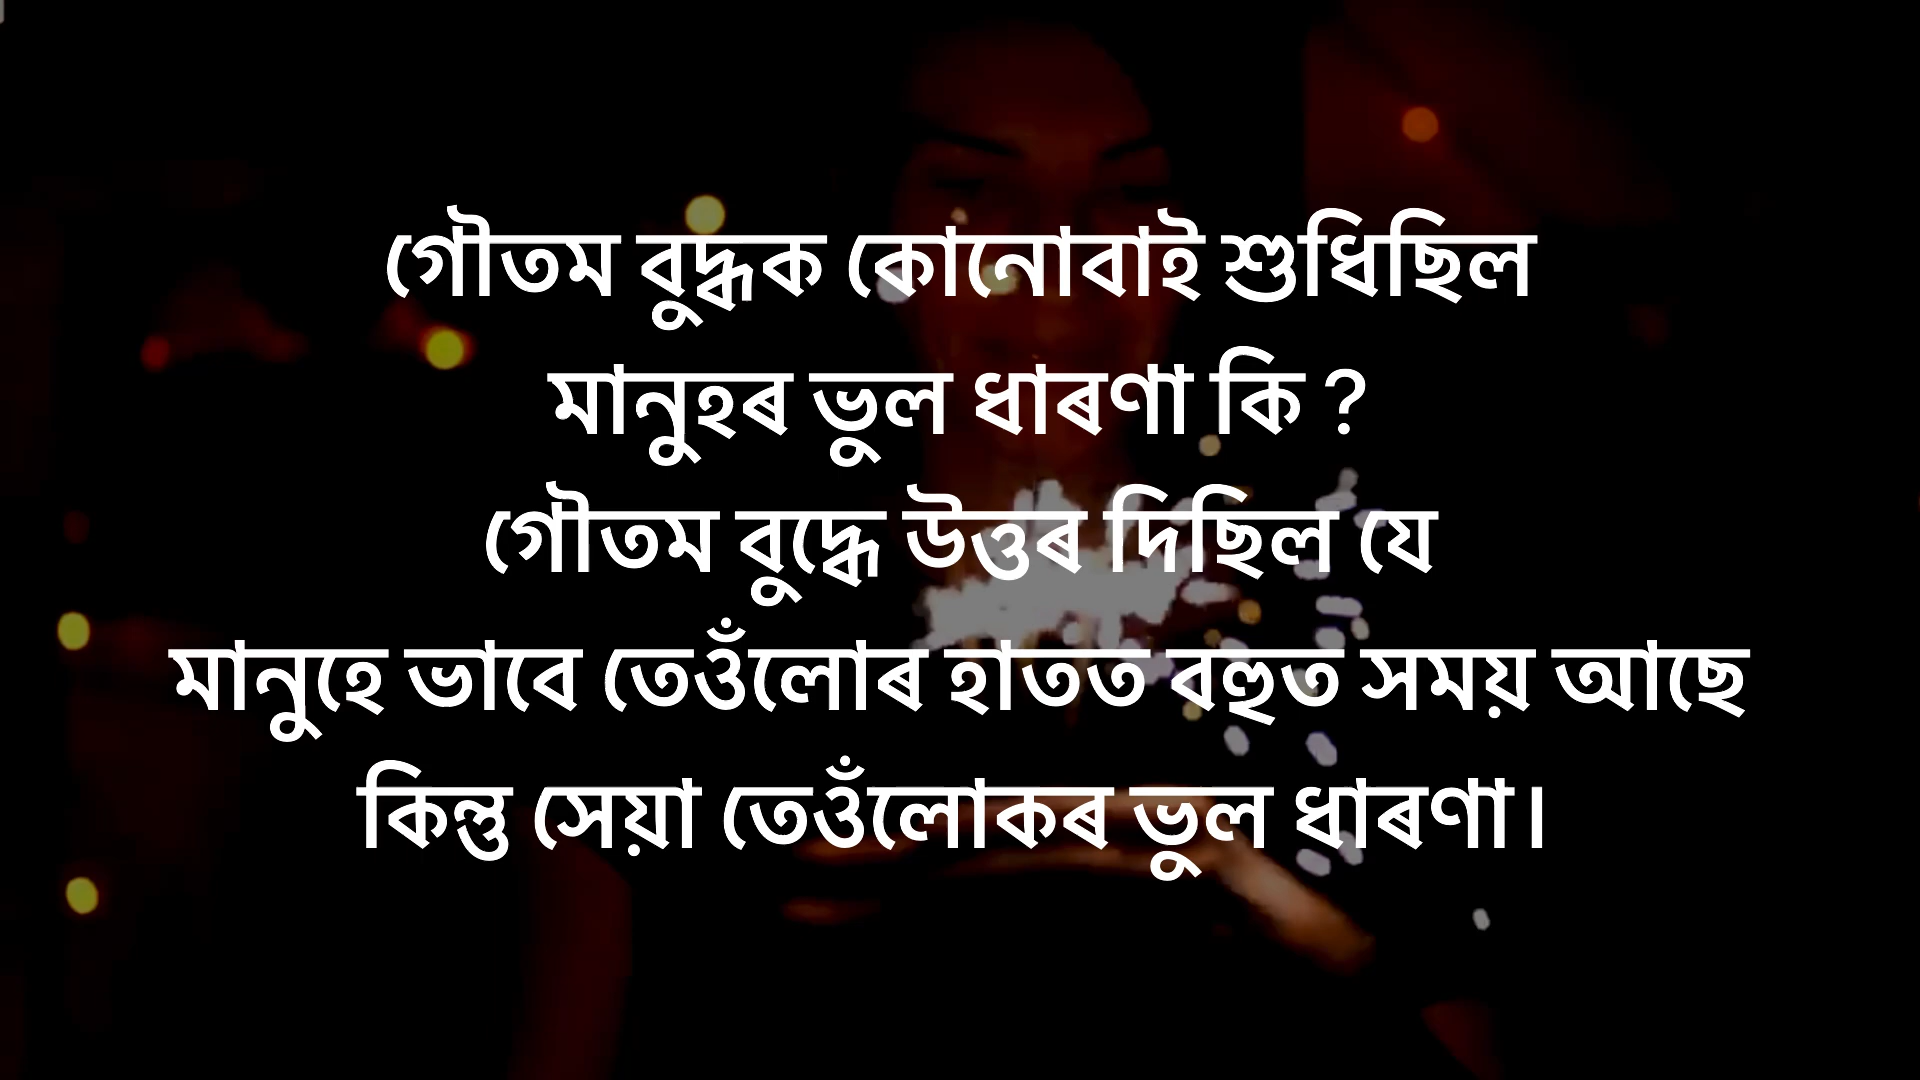 গৌতম বুদ্ধক কোনোবাই শুধিছিল
মানুহৰ ভুল ধাৰণা কি ?
গৌতম বুদ্ধে উত্তৰ দিছিল যে
মানুহে ভাবে তেওঁলোৰ হাতত বহুত সময় আছে
কিন্তু সেয়া তেওঁলোকৰ ভুল ধাৰণা।